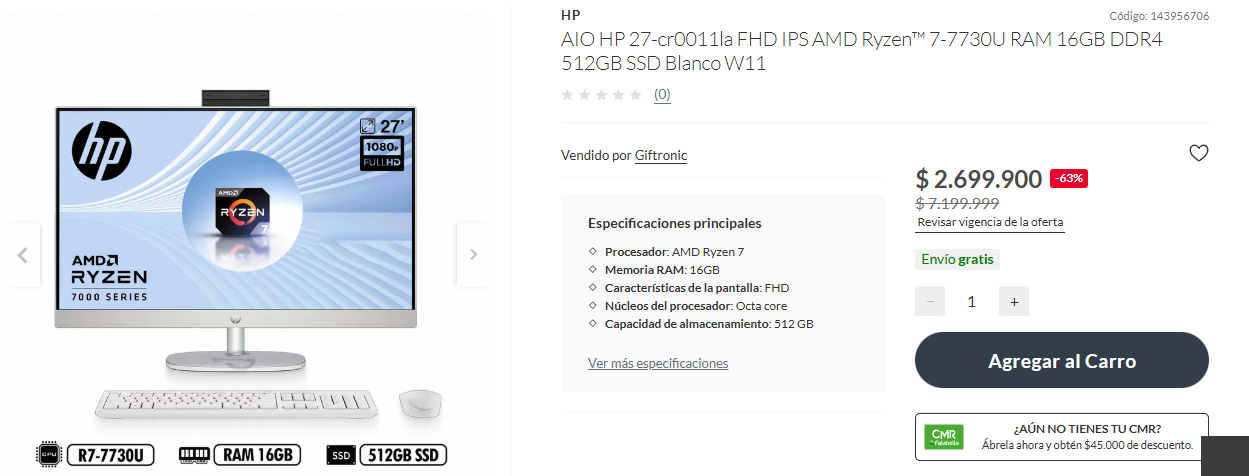 hp
27'
1080p
FULL HD
AMD
RYZEN
7
AMD
RYZEN
7000 SERIES
CPU
R7-7730U
RAM 16GB
SSD
512GB SSD
HP
Código: 143956706
AIO HP 27-cr0011la FHD IPS AMD Ryzen™ 7-7730U RAM 16GB DDR4
512GB SSD Blanco W11
(0)
Vendido por Giftronic
Especificaciones principales
Procesador: AMD Ryzen 7
Memoria RAM: 16GB
Características de la pantalla: FHD
Núcleos del procesador: Octa core
Capacidad de almacenamiento: 512 GB
Ver más especificaciones
$ 2.699.900 -63%
$ 7.199.999
Revisar vigencia de la oferta
Envío gratis
− 1 +
Agregar al Carro
CMR
Falabella
¿AÚN NO TIENES TU CMR?
Ábrela ahora y obtén $45.000 de descuento.